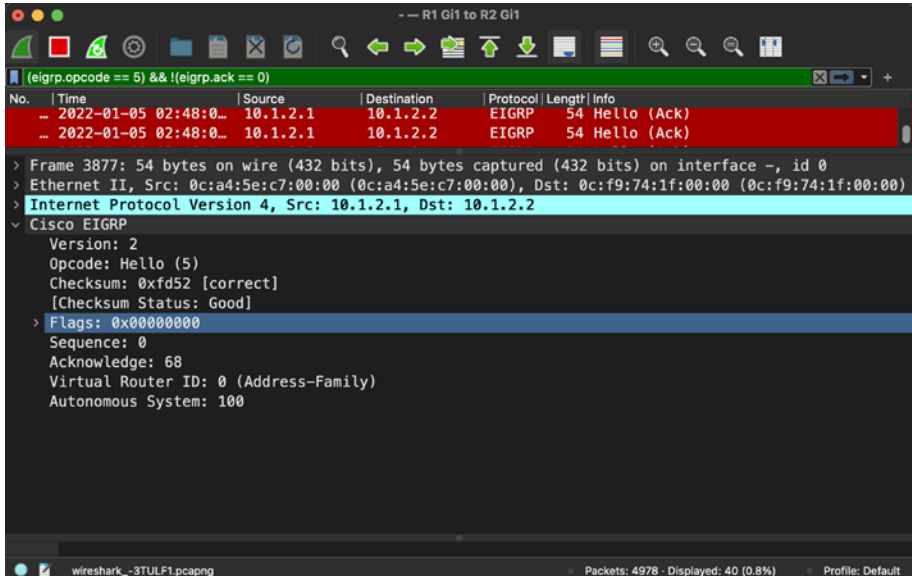 - — R1 Gi1 to R2 Gi1
(eigrp.opcode == 5) && !(eigrp.ack == 0)
No. Time Source Destination Protocol Length Info
… 2022-01-05 02:48:0… 10.1.2.1 10.1.2.2 EIGRP 54 Hello (Ack)
… 2022-01-05 02:48:0… 10.1.2.1 10.1.2.2 EIGRP 54 Hello (Ack)
Frame 3877: 54 bytes on wire (432 bits), 54 bytes captured (432 bits) on interface -, id 0
Ethernet II, Src: 0c:a4:5e:c7:00:00 (0c:a4:5e:c7:00:00), Dst: 0c:f9:74:1f:00:00 (0c:f9:74:1f:00:00)
Internet Protocol Version 4, Src: 10.1.2.1, Dst: 10.1.2.2
Cisco EIGRP
Version: 2
Opcode: Hello (5)
Checksum: 0xfd52 [correct]
[Checksum Status: Good]
Flags: 0x00000000
Sequence: 0
Acknowledge: 68
Virtual Router ID: 0 (Address-Family)
Autonomous System: 100
wireshark_-3TULF1.pcapng Packets: 4978 · Displayed: 40 (0.8%) Profile: Default